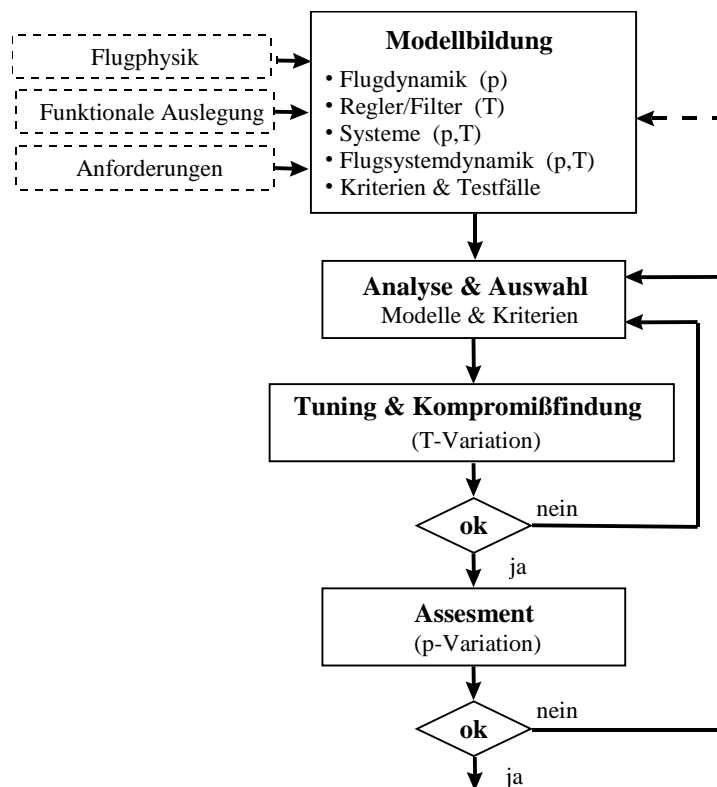 Modellbildung
Flugphysik
• Flugdynamik (p)
Funktionale Auslegung
• Regler/Filter (T)
• Systeme (p,T)
Anforderungen
• Flugsystemdynamik (p,T)
• Kriterien & Testfälle
Analyse & Auswahl
Modelle & Kriterien
Tuning & Kompromißfindung
(T-Variation)
ok
nein
ja
Assesment
(p-Variation)
ok
nein
ja